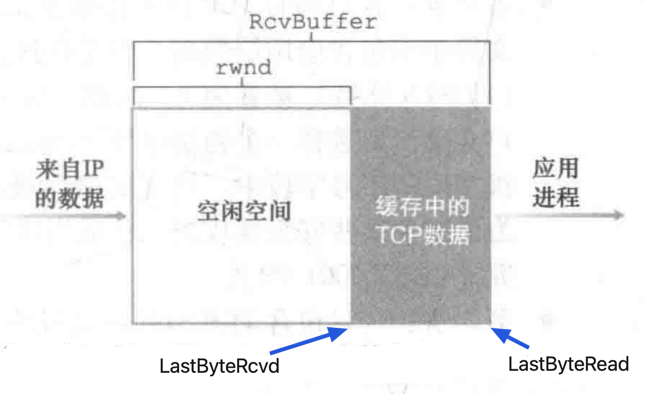 RcvBuffer
rwnd
来自IP
的数据
空闲空间
缓存中的
TCP数据
应用
进程
LastByteRcvd
LastByteRead